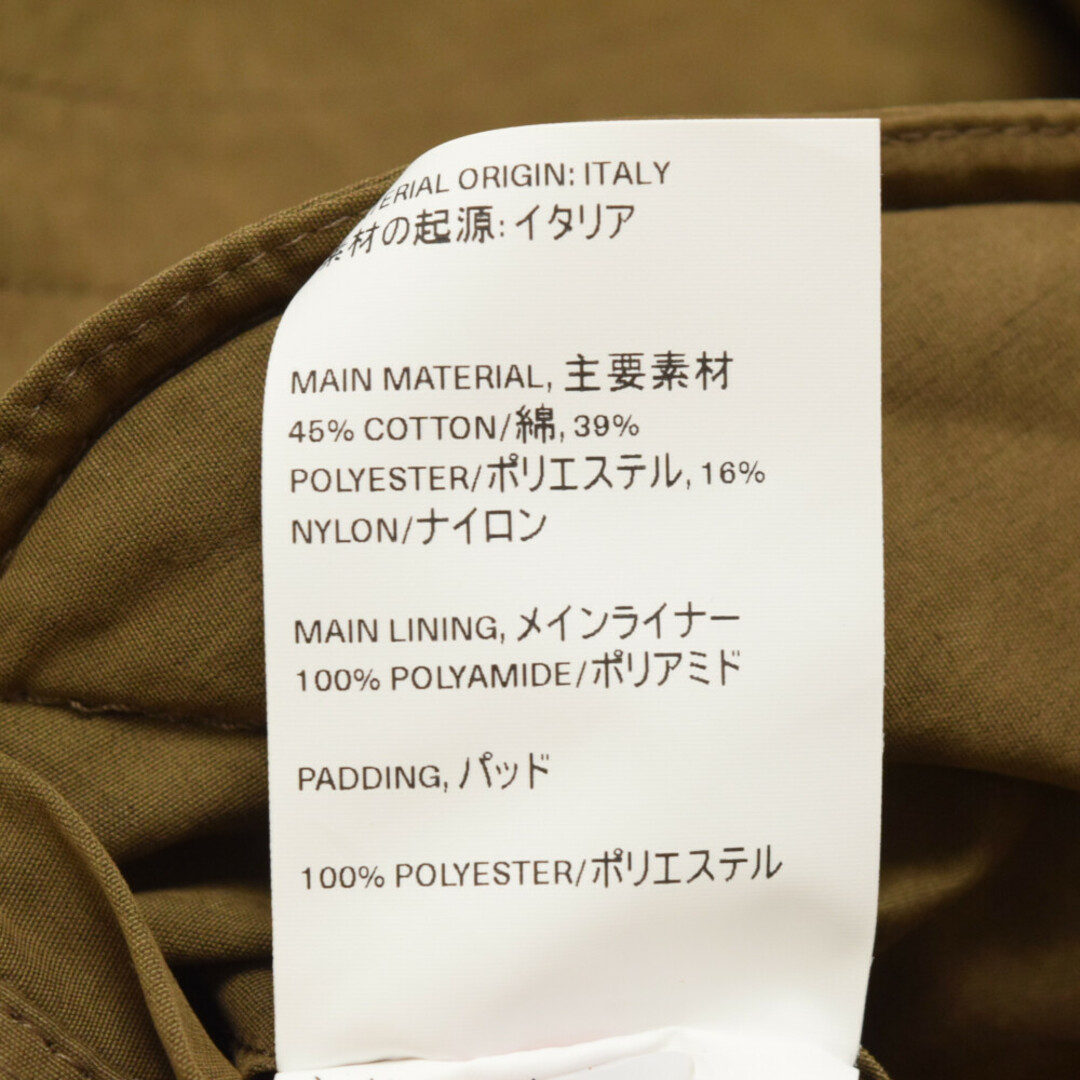 ORIGIN: ITALY
素材の起源: イタリア
MAIN MATERIAL, 主要素材
45% COTTON/綿, 39%
POLYESTER/ポリエステル, 16%
NYLON/ナイロン
MAIN LINING, メインライナー
100% POLYAMIDE/ポリアミド
PADDING, パッド
100% POLYESTER/ポリエステル